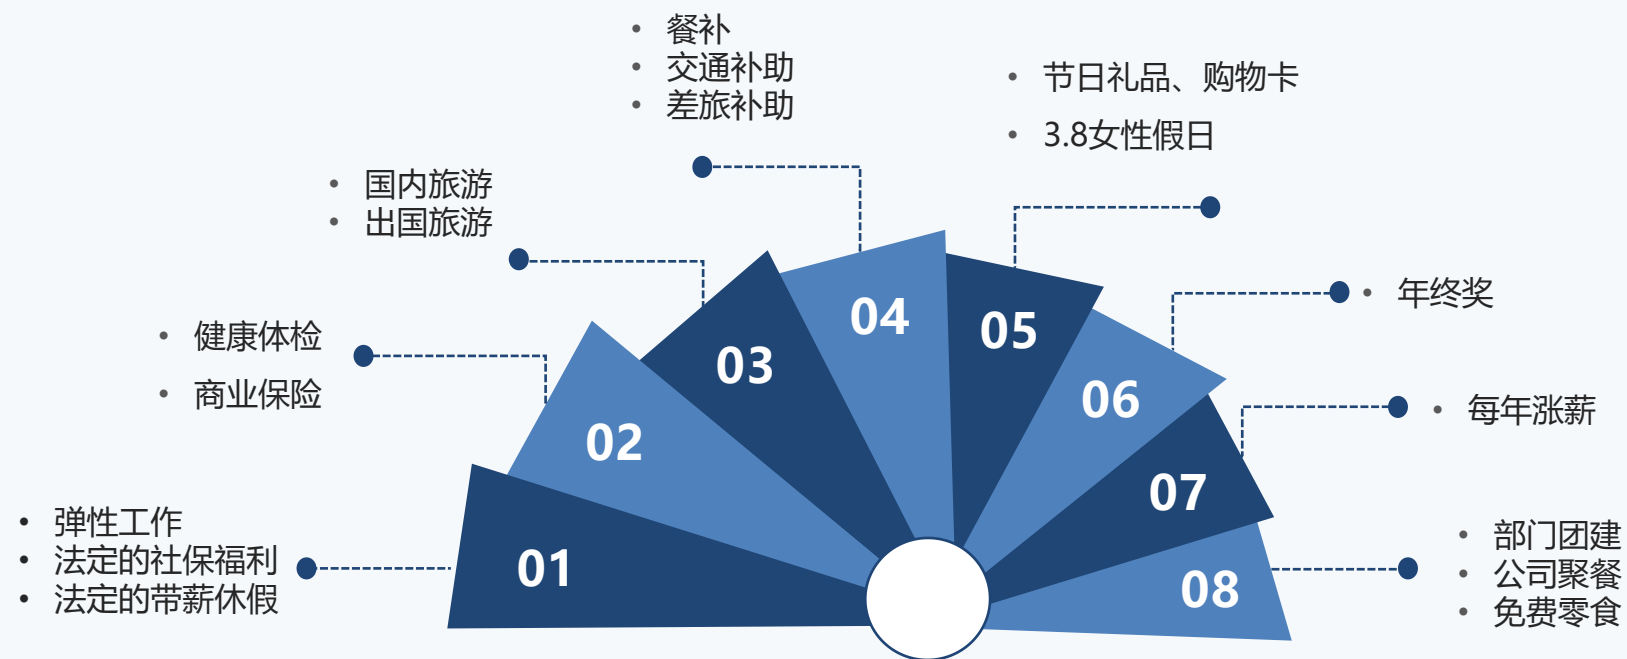 • 餐补
• 交通补助
• 差旅补助
• 节日礼品、购物卡
• 3.8女性假日
• 国内旅游
• 出国旅游
• 年终奖
• 健康体检
• 商业保险
• 每年涨薪
• 弹性工作
• 法定的社保福利
• 法定的带薪休假
• 部门团建
• 公司聚餐
• 免费零食
01
02
03
04
05
06
07
08